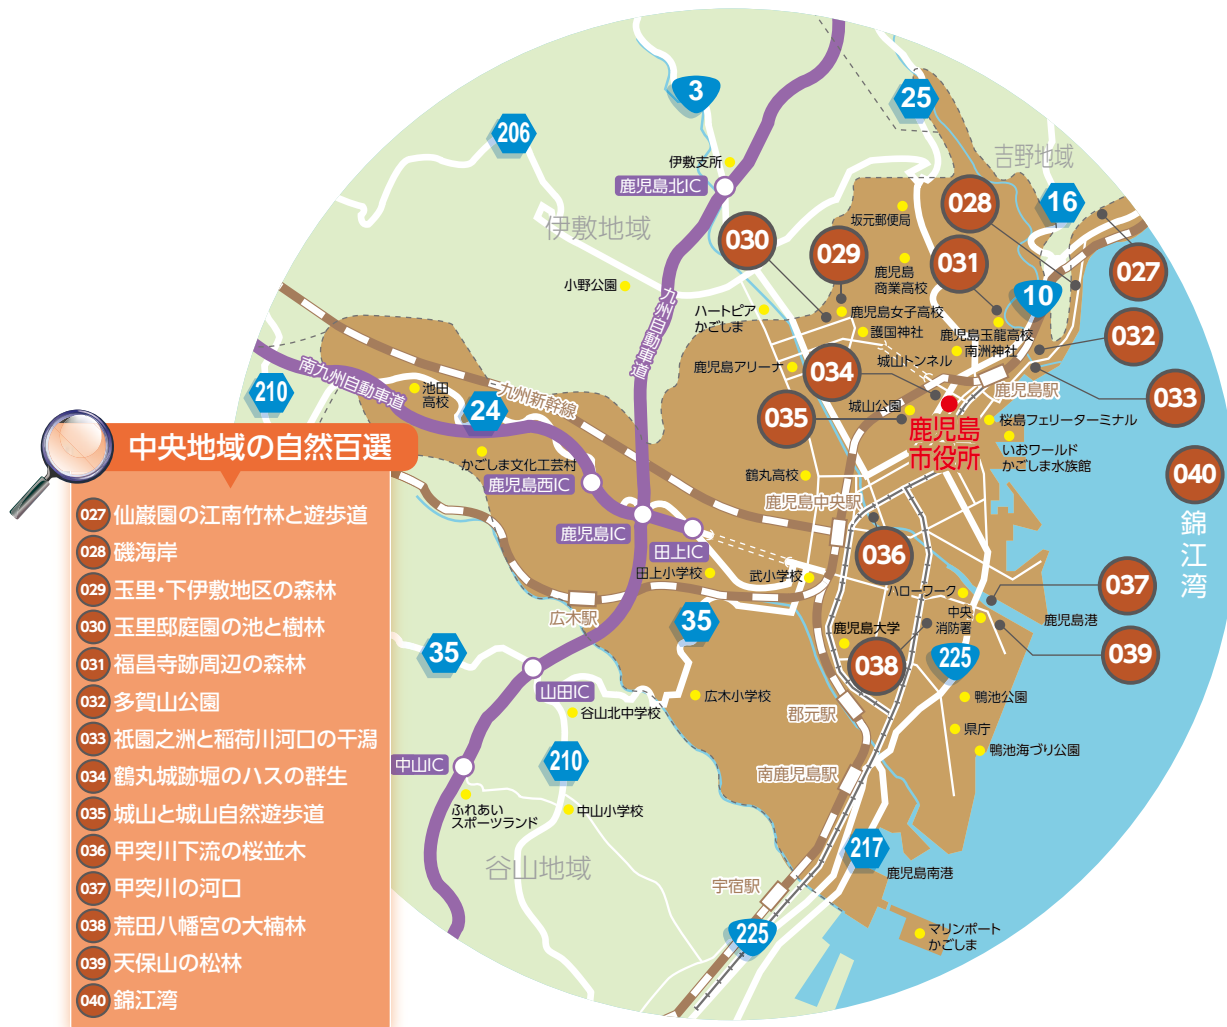 中央地域の自然百選
027 仙巌園の江南竹林と遊歩道
028 磯海岸
029 玉里・下伊敷地区の森林
030 玉里邸庭園の池と樹林
031 福昌寺跡周辺の森林
032 多賀山公園
033 祇園之洲と稲荷川河口の干潟
034 鶴丸城跡堀のハスの群生
035 城山と城山自然遊歩道
036 甲突川下流の桜並木
037 甲突川の河口
038 荒田八幡宮の大楠林
039 天保山の松林
040 錦江湾
3
25
206
伊敷支所
鹿児島北IC
吉野地域
16
028
坂元郵便局
伊敷地域
030
029
031
027
鹿児島
商業高校
小野公園
10
ハートピア
かごしま
鹿児島女子高校
護国神社
鹿児島玉龍高校
南洲神社
032
九州自動車道
城山トンネル
鹿児島アリーナ
034
鹿児島駅
033
南九州自動車道
九州新幹線
210
池田
高校
24
035
城山公園
鹿児島
市役所
桜島フェリーターミナル
いおワールド
かごしま水族館
かごしま文化工芸村
鹿児島西IC
鶴丸高校
040
錦江湾
鹿児島中央駅
鹿児島IC
田上IC
036
田上小学校
武小学校
037
ハローワーク
広木駅
35
中央
消防署
鹿児島港
鹿児島大学
35
038
225
039
山田IC
広木小学校
鴨池公園
谷山北中学校
郡元駅
県庁
鴨池海づり公園
中山IC
210
南鹿児島駅
ふれあい
スポーツランド
中山小学校
217
谷山地域
鹿児島南港
宇宿駅
225
マリンポート
かごしま